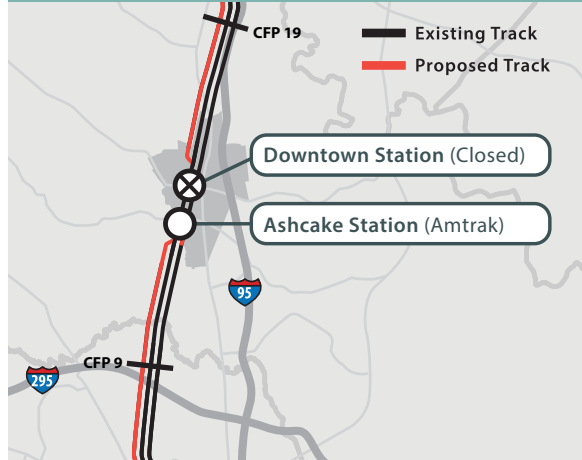 CFP 19
Existing Track
Proposed Track
Downtown Station (Closed)
Ashcake Station (Amtrak)
95
CFP 9
295